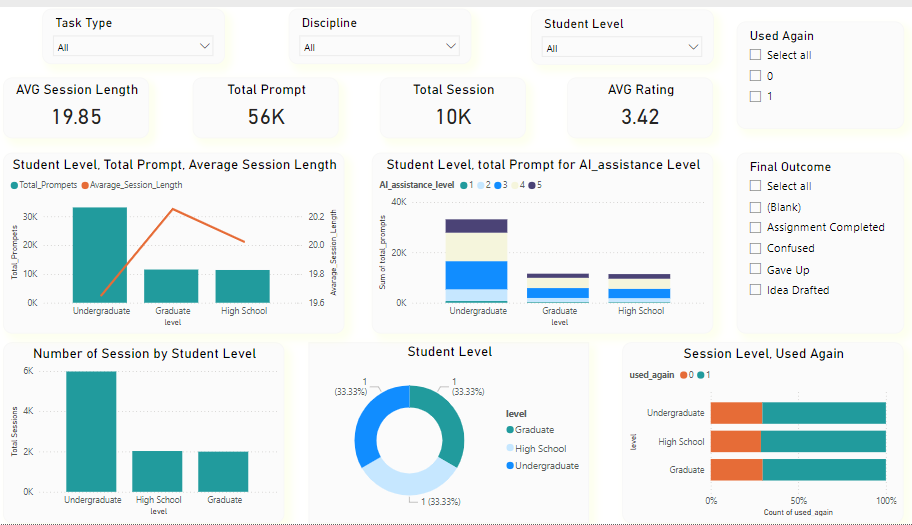 Task Type
All
Discipline
All
Student Level
All
Used Again
Select all
0
1
AVG Session Length
19.85
Total Prompt
56K
Total Session
10K
AVG Rating
3.42
Student Level, Total Prompt, Average Session Length
Total_Prompets Avarage_Session_Length
Total_Prompets
30K
20K
10K
0K
20.2
20.0
19.8
19.6
Avarage_Session_Length
Undergraduate Graduate High School
level
Student Level, total Prompt for AI_assistance Level
AI_assistance_level 1 2 3 4 5
Sum of total_prompts
40K
20K
0K
Undergraduate Graduate High School
level
Final Outcome
Select all
(Blank)
Assignment Completed
Confused
Gave Up
Idea Drafted
Number of Session by Student Level
Total Sessions
6K
4K
2K
0K
Undergraduate High School Graduate
level
Student Level
1
(33.33%)
1
(33.33%)
1 (33.33%)
level
Graduate
High School
Undergraduate
Session Level, Used Again
used_again 0 1
level
Undergraduate
High School
Graduate
0% 50% 100%
Count of used_again